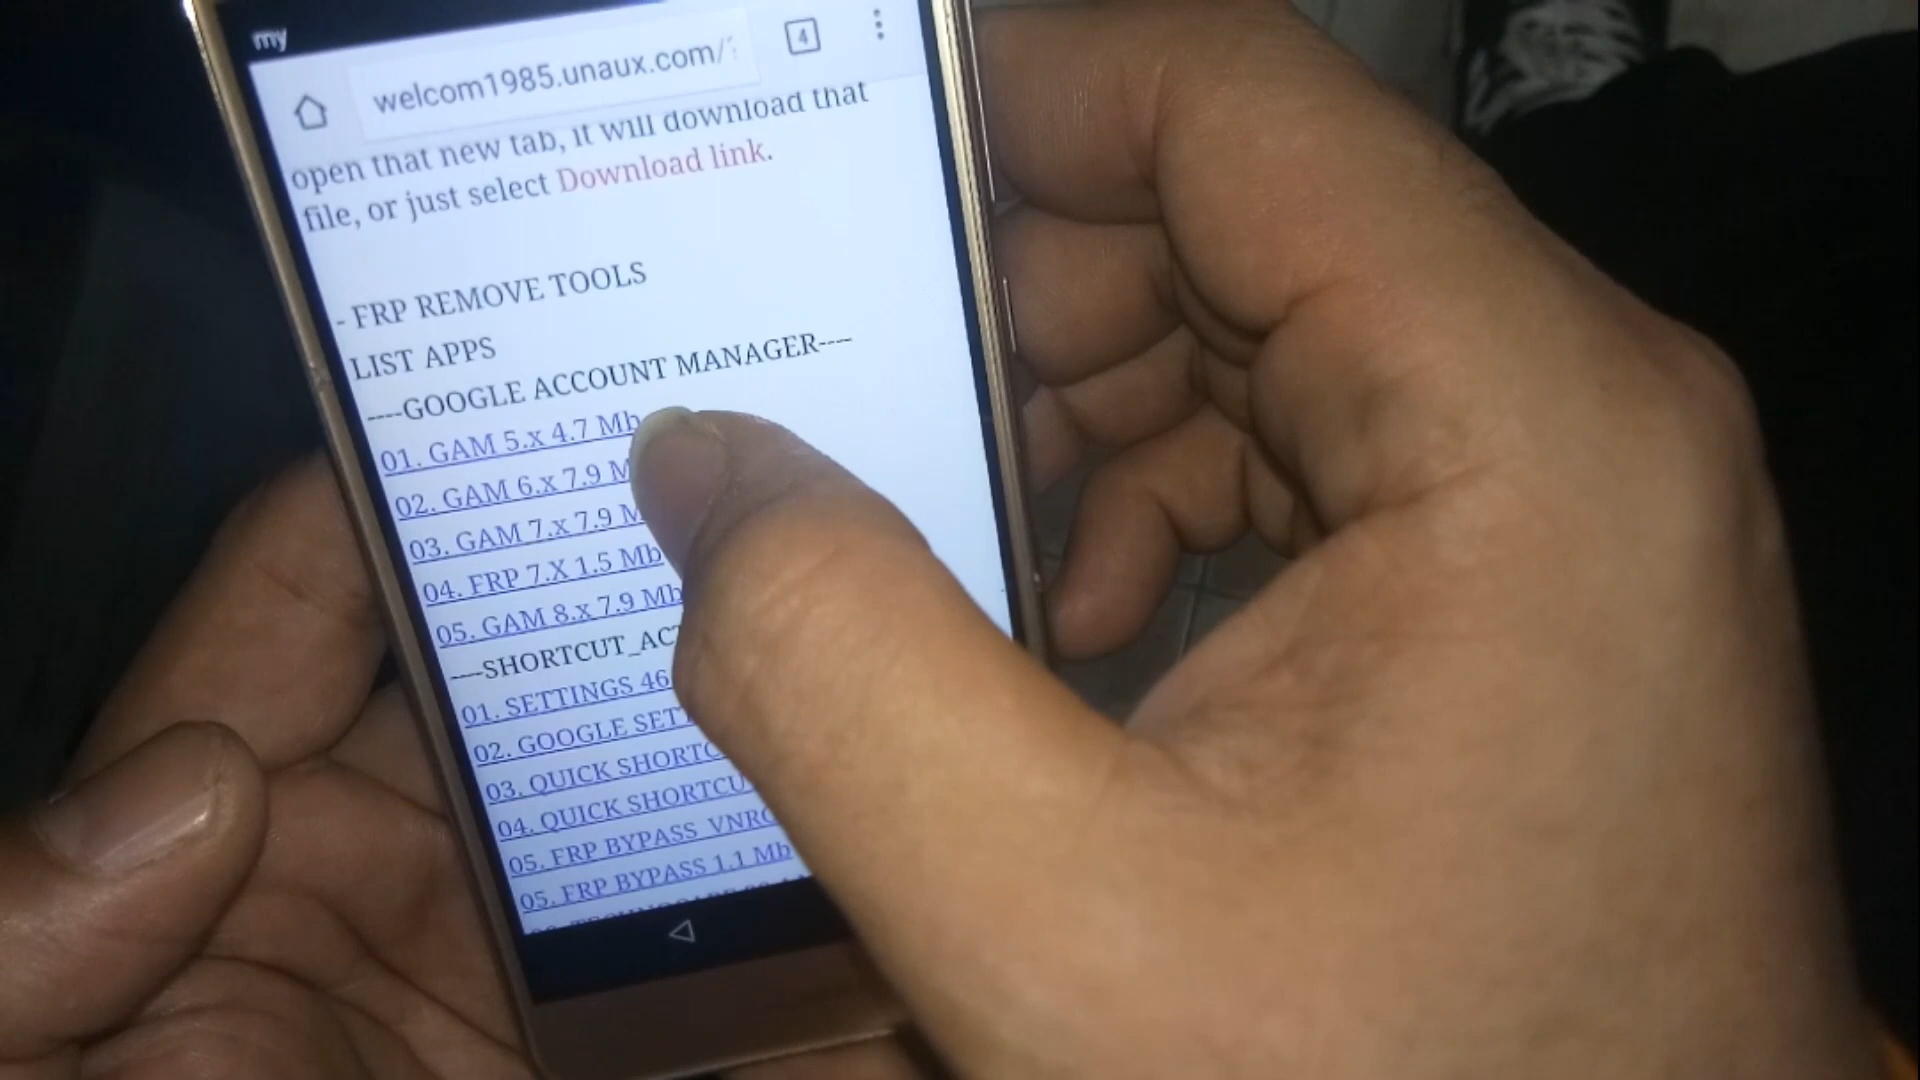 my
welcom1985.unaux.com/
4
open that new tab, it will download that
file, or just select Download link.
- FRP REMOVE TOOLS
LIST APPS
----GOOGLE ACCOUNT MANAGER----
01. GAM 5.x 4.7 Mb
02. GAM 6.x 7.9 M
03. GAM 7.x 7.9 M
04. FRP 7.X 1.5 Mb
05. GAM 8.x 7.9 Mb
----SHORTCUT_ACT
01. SETTINGS 46
02. GOOGLE SETT
03. QUICK SHORTC
04. QUICK SHORTCU
05. FRP BYPASS_VNRO
05. FRP BYPASS 1.1 Mb